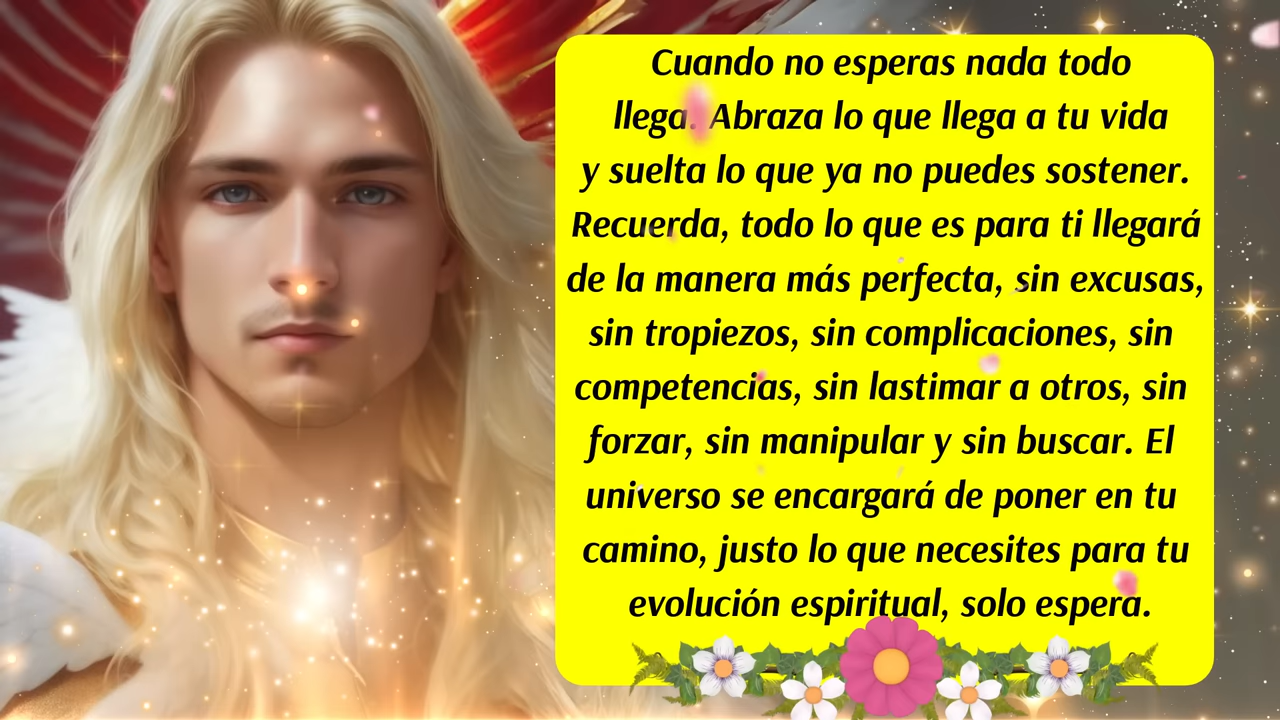 Cuando no esperas nada todo
llega. Abraza lo que llega a tu vida
y suelta lo que ya no puedes sostener.
Recuerda, todo lo que es para ti llegará
de la manera más perfecta, sin excusas,
sin tropiezos, sin complicaciones, sin
competencias, sin lastimar a otros, sin
forzar, sin manipular y sin buscar. El
universo se encargará de poner en tu
camino, justo lo que necesites para tu
evolución espiritual, solo espera.